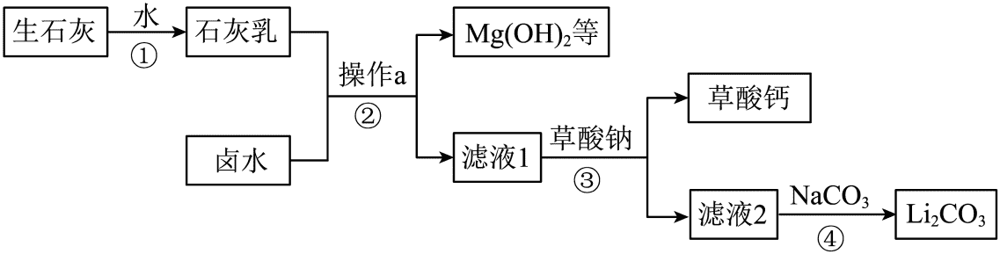 生石灰
水
①
石灰乳
卤水
操作a
②
Mg(OH)₂等
滤液1
草酸钠
③
草酸钙
滤液2
NaCO₃
④
Li₂CO₃